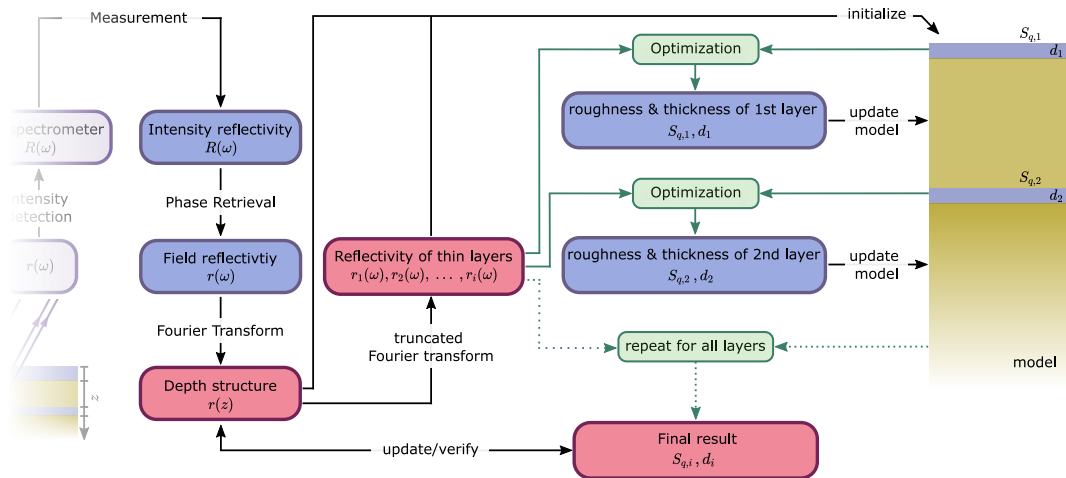 Measurement
spectrometer
R(ω)
detection
r(ω)
z
Intensity reflectivity
R(ω)
Phase Retrieval
Field reflectivtiy
r(ω)
Fourier Transform
Depth structure
r(z)
truncated
Fourier transform
Reflectivity of thin layers
r₁(ω), r₂(ω), … , rᵢ(ω)
initialize
Optimization
roughness & thickness of 1st layer
S_{q,1}, d₁
update
model
Optimization
roughness & thickness of 2nd layer
S_{q,2}, d₂
update
model
repeat for all layers
Final result
S_{q,i}, dᵢ
update/verify
S_{q,1}
d₁
S_{q,2}
d₂
model